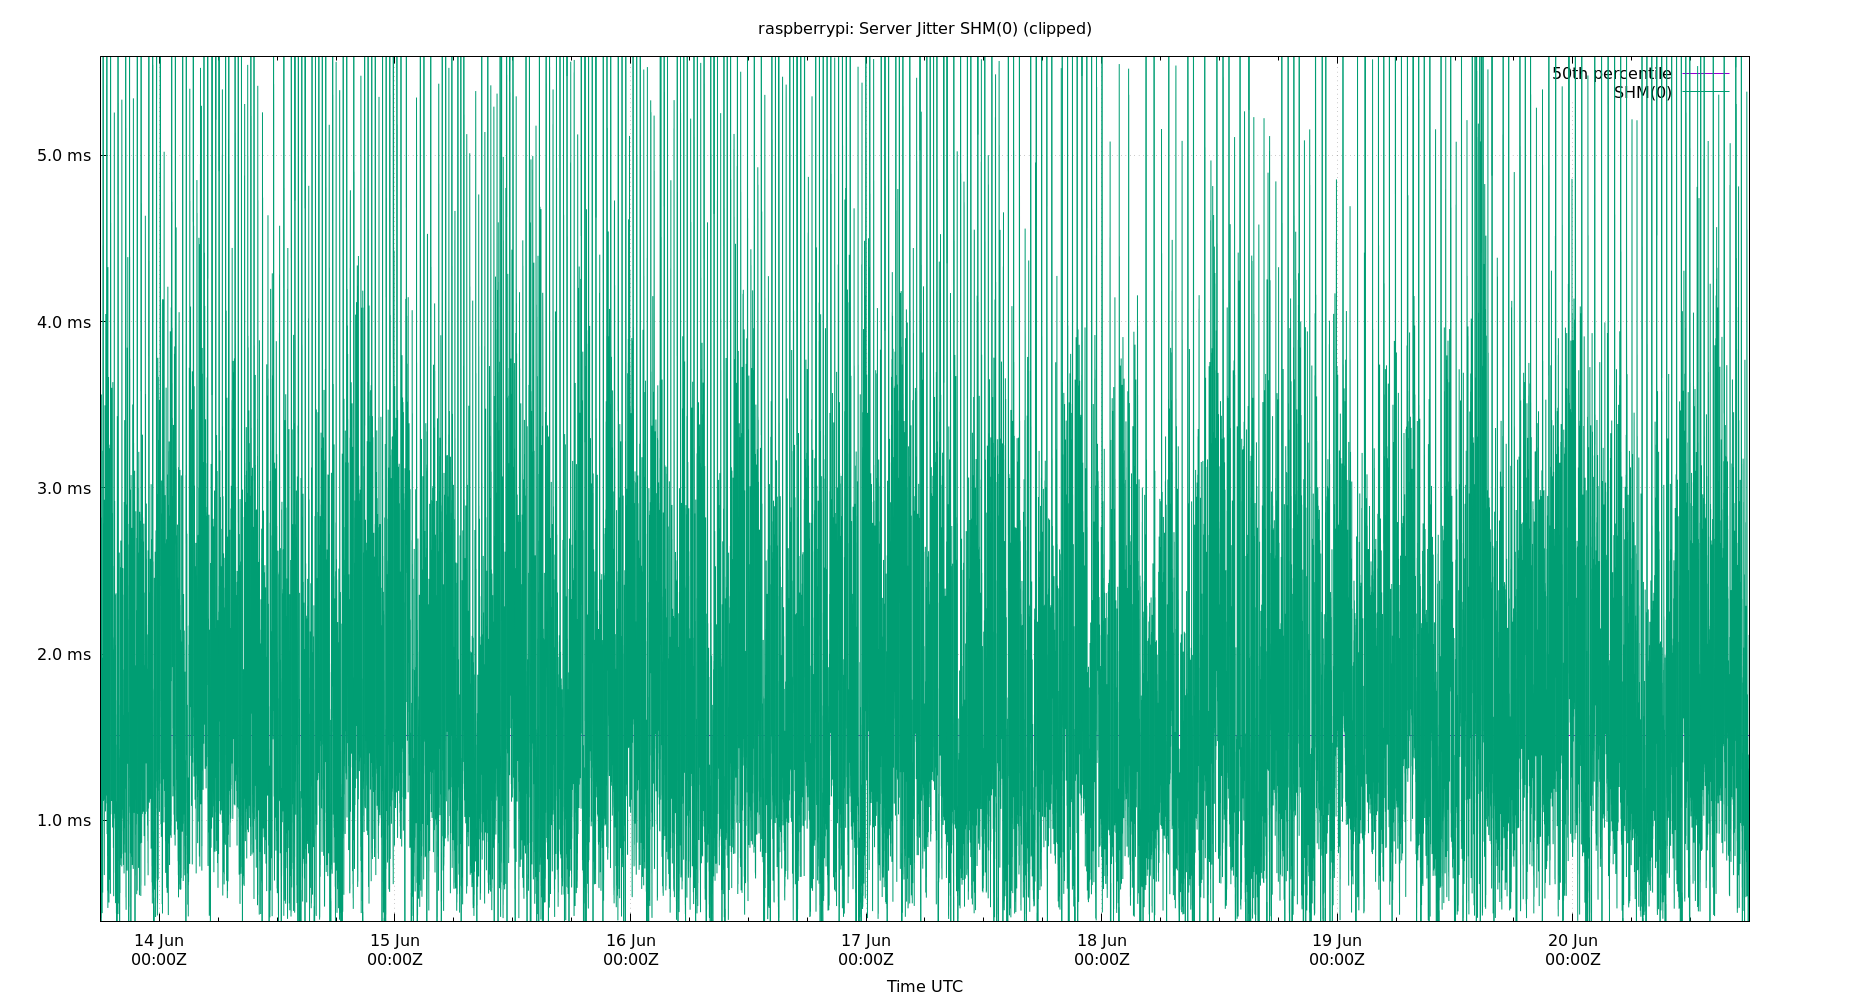 raspberrypi: Server Jitter SHM(0) (clipped)
50th percentile
SHM(0)
5.0 ms
4.0 ms
3.0 ms
2.0 ms
1.0 ms
14 Jun 15 Jun 16 Jun 17 Jun 18 Jun 19 Jun 20 Jun
00:00Z 00:00Z 00:00Z 00:00Z 00:00Z 00:00Z 00:00Z
Time UTC